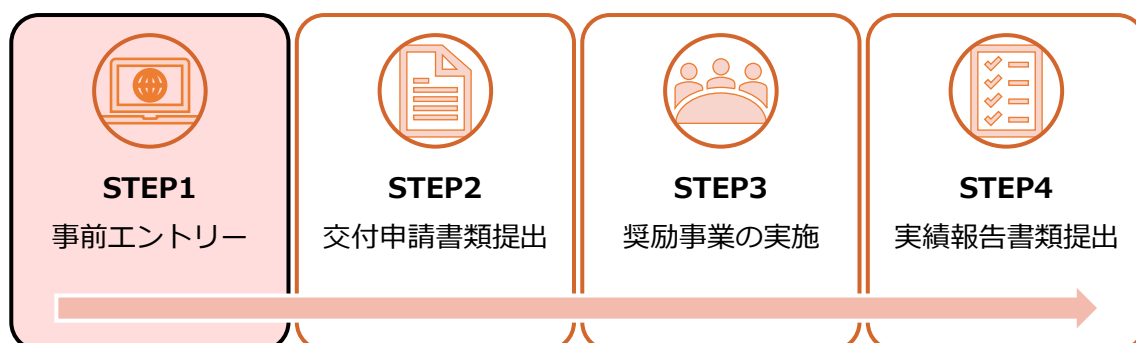 STEP1
事前エントリー
STEP2
交付申請書類提出
STEP3
奨励事業の実施
STEP4
実績報告書類提出